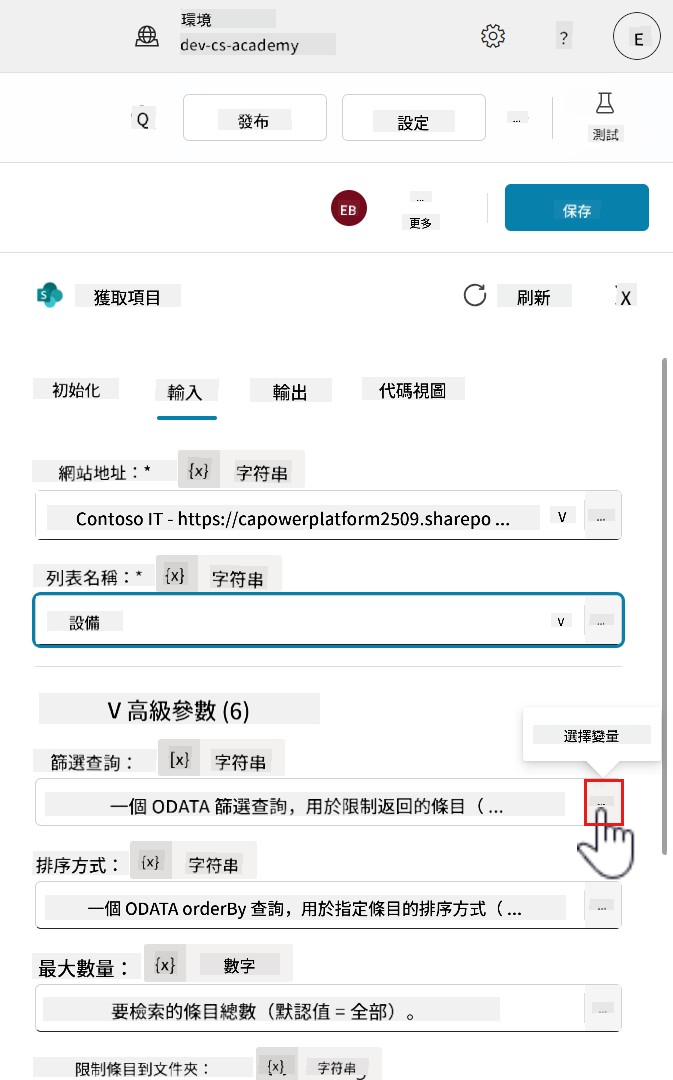 環境
dev-cs-academy
?
E
Q
發布
設定
...
測試
EB
...
更多
保存
S
獲取項目
刷新
X
初始化
輸入
輸出
代碼視圖
網站地址：*
{x}
字符串
Contoso IT - https://capowerplatform2509.sharepo ...
V
...
列表名稱：*
{x}
字符串
設備
v
...
V 高級參數 (6)
選擇變量
篩選查詢：
[x}
字符串
一個 ODATA 篩選查詢，用於限制返回的條目（ ...
...
排序方式：
{x}
字符串
一個 ODATA orderBy 查詢，用於指定條目的排序方式（ ...
...
最大數量：
{x}
數字
要檢索的條目總數（默認值 = 全部）。
...
限制條目到文件夾：
{x}
字符串